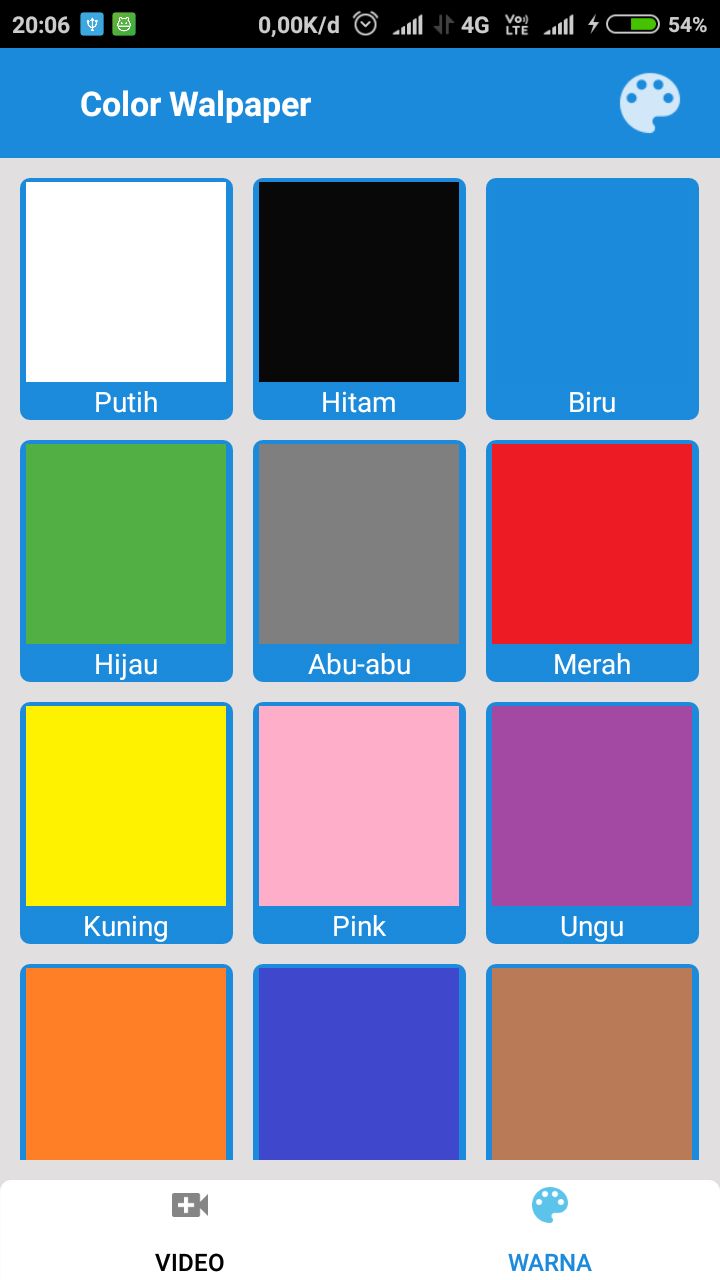 20:06 0,00K/d 4G Vo)) LTE 54%
Color Walpaper
Putih Hitam Biru
Hijau Abu-abu Merah
Kuning Pink Ungu
VIDEO WARNA